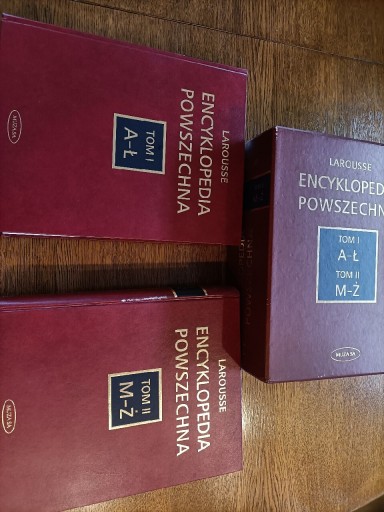 LAROUSSE
ENCYKLOPEDIA
POWSZECHNA
TOM I
A-Ł
MUZA SA
LAROUSSE
ENCYKLOPEDIA
POWSZECHNA
TOM II
M-Ż
MUZA SA
LAROUSSE
ENCYKLOPED
POWSZECHN
TOM I
A-Ł
TOM II
M-Ż
MUZA SA